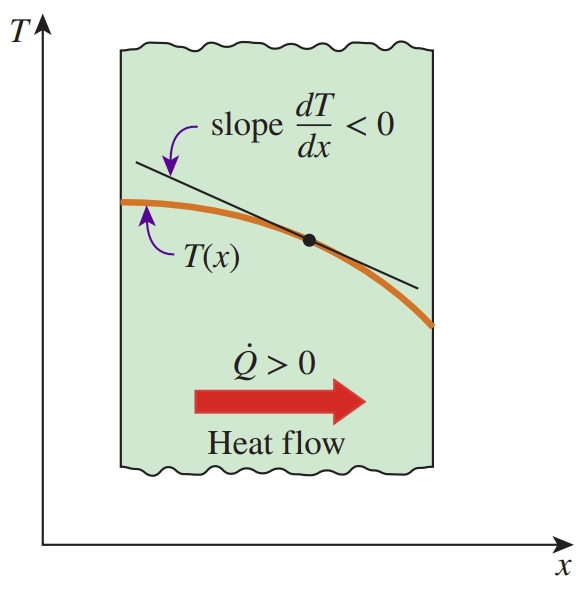 T
slope dT/dx < 0
T(x)
Q̇ > 0
Heat flow
x